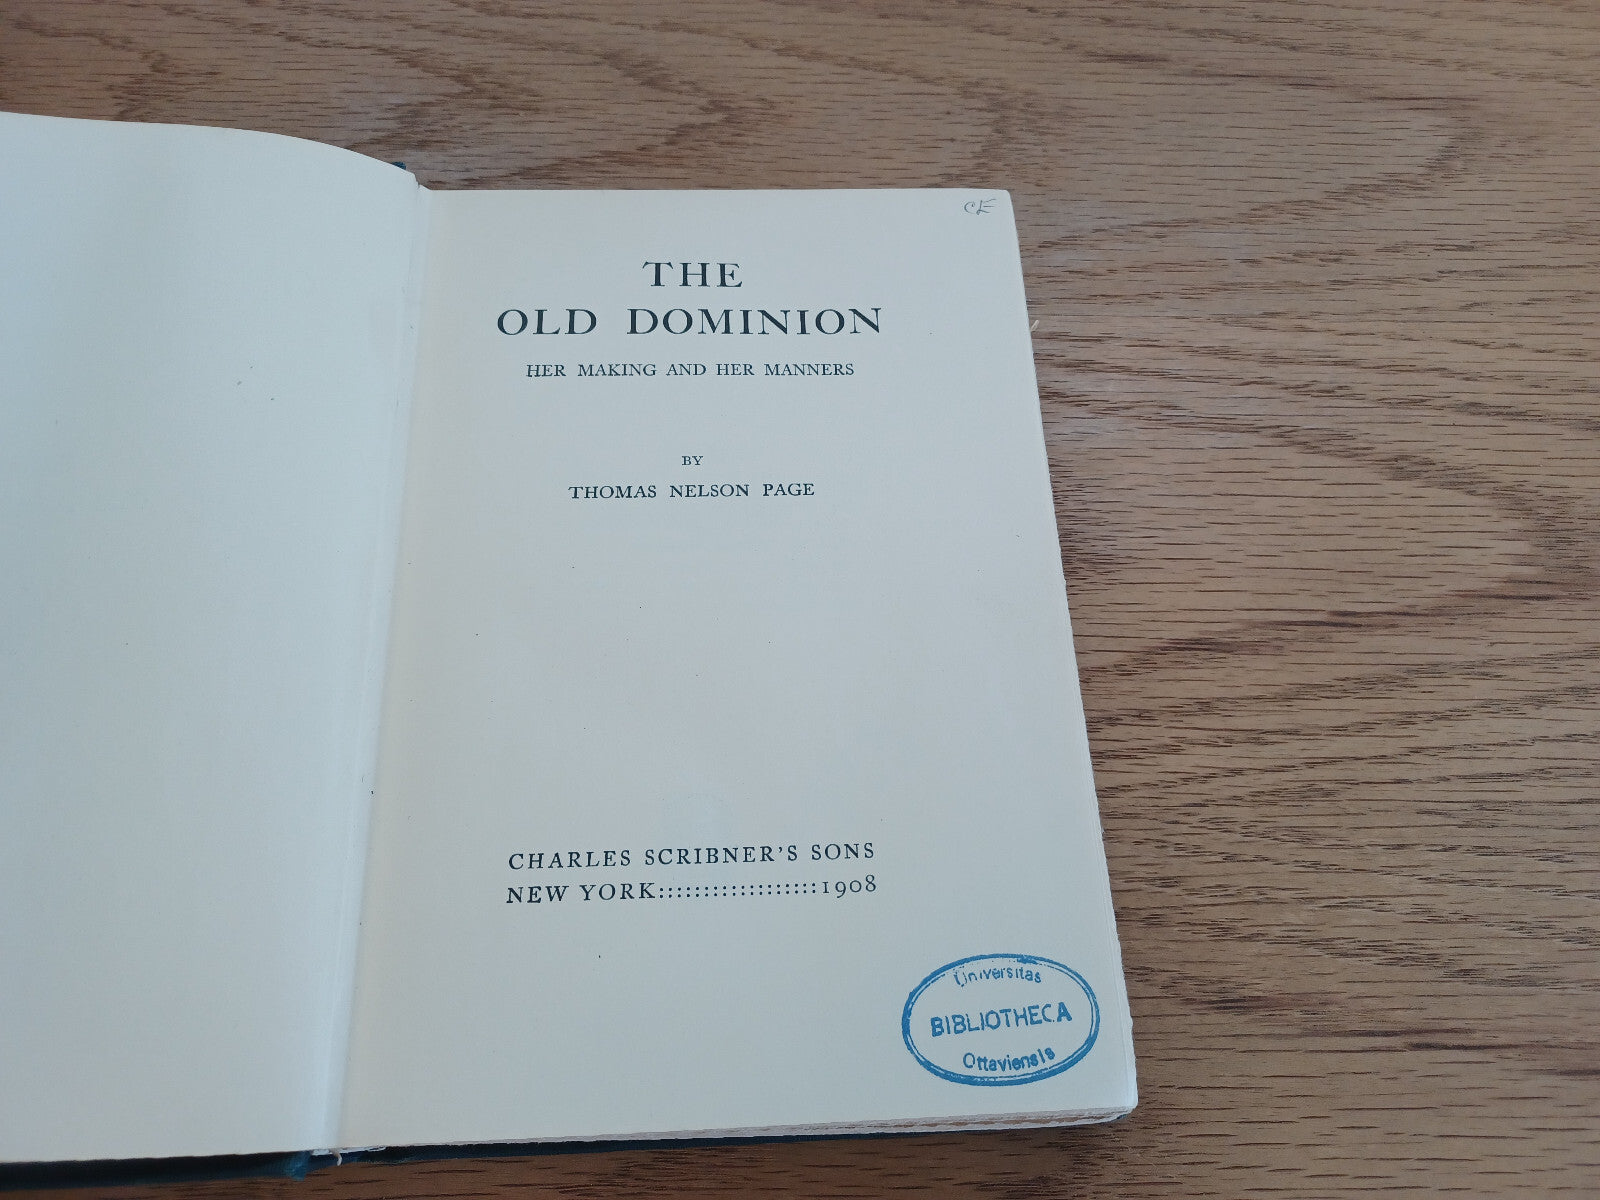 CE
THE
OLD DOMINION
HER MAKING AND HER MANNERS
BY
THOMAS NELSON PAGE
CHARLES SCRIBNER'S SONS
NEW YORK::::::::::::::::::1908
Universitas
BIBLIOTHECA
Ottaviensis